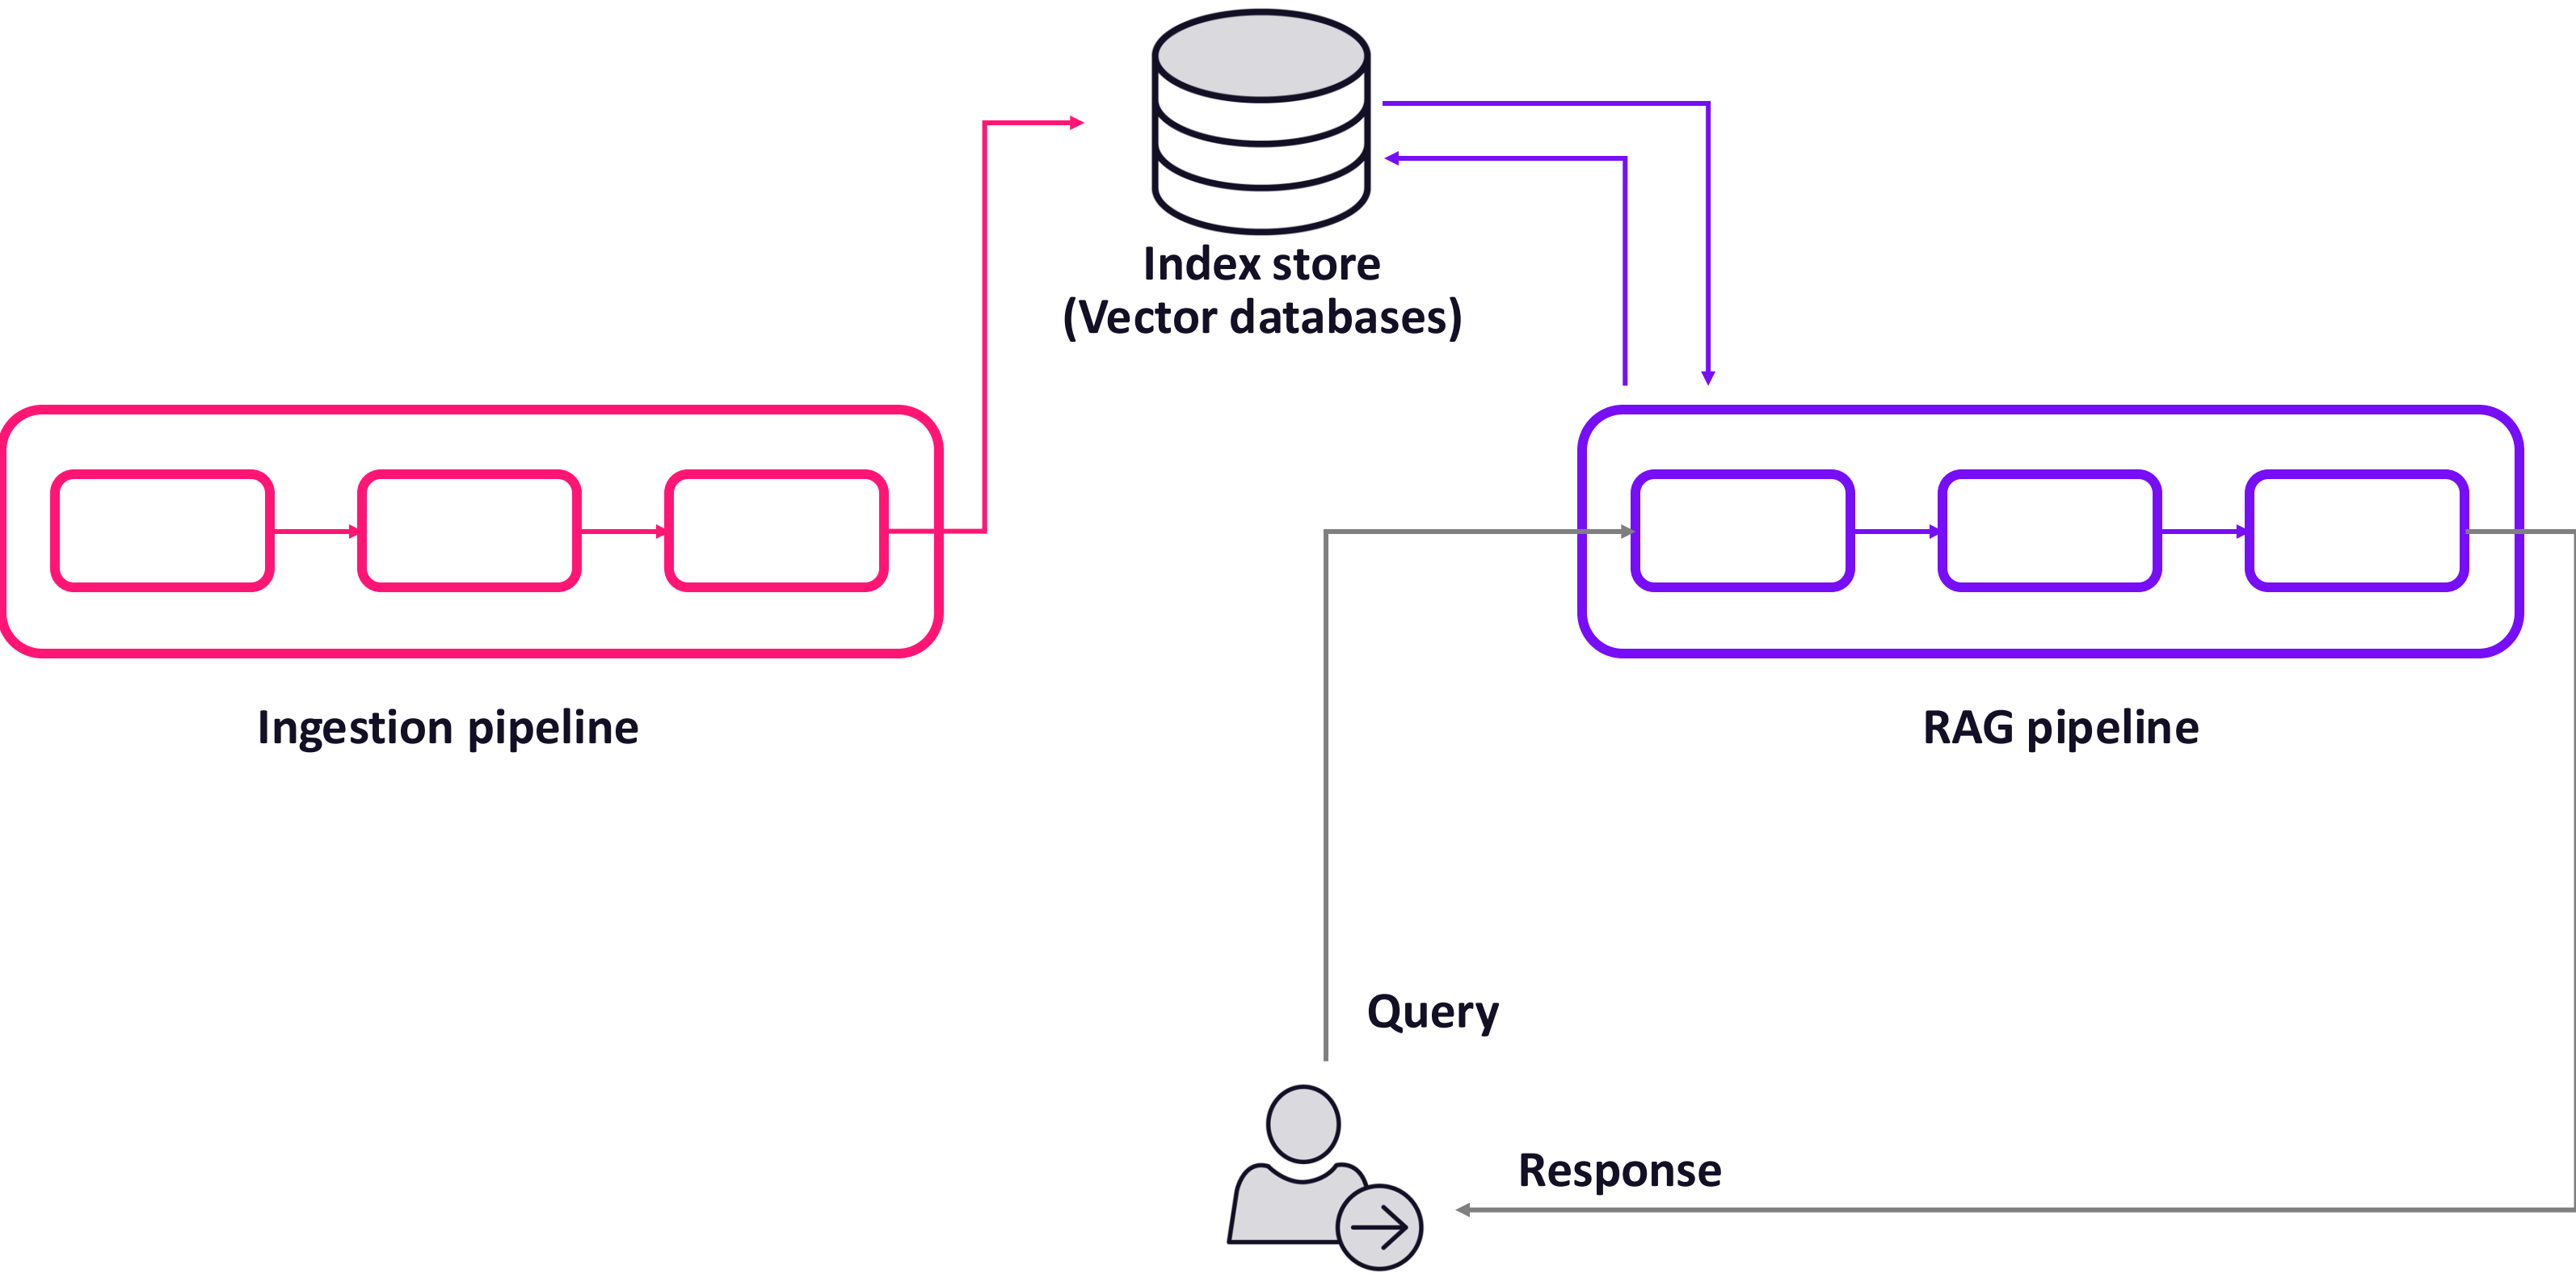 Index store
(Vector databases)
Ingestion pipeline
RAG pipeline
Query
Response